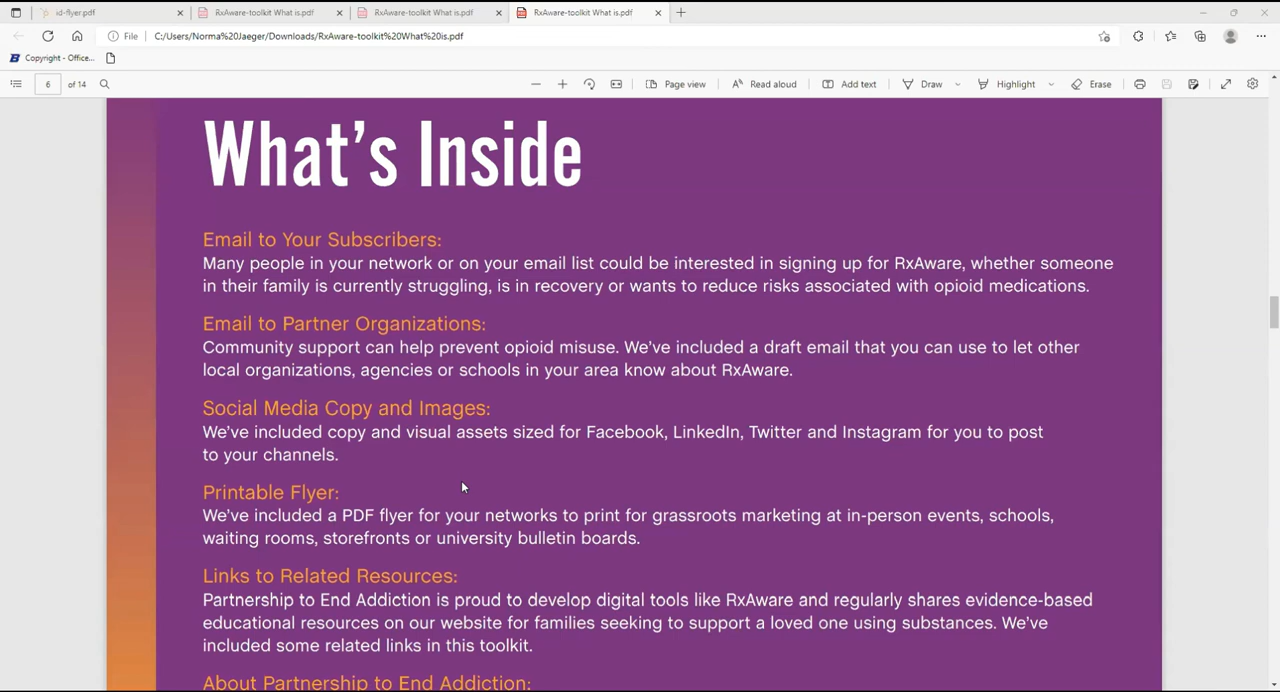 id-flyer.pdf
RxAware-toolkit What is.pdf
RxAware-toolkit What is.pdf
RxAware-toolkit What is.pdf
File C:/Users/Norma%20Jaeger/Downloads/RxAware-toolkit%20What%20is.pdf
Copyright - Office...
6 of 14
Page view
Read aloud
Add text
Draw
Highlight
Erase
What's Inside
Email to Your Subscribers:
Many people in your network or on your email list could be interested in signing up for RxAware, whether someone
in their family is currently struggling, is in recovery or wants to reduce risks associated with opioid medications.
Email to Partner Organizations:
Community support can help prevent opioid misuse. We've included a draft email that you can use to let other
local organizations, agencies or schools in your area know about RxAware.
Social Media Copy and Images:
We've included copy and visual assets sized for Facebook, LinkedIn, Twitter and Instagram for you to post
to your channels.
Printable Flyer:
We've included a PDF flyer for your networks to print for grassroots marketing at in-person events, schools,
waiting rooms, storefronts or university bulletin boards.
Links to Related Resources:
Partnership to End Addiction is proud to develop digital tools like RxAware and regularly shares evidence-based
educational resources on our website for families seeking to support a loved one using substances. We've
included some related links in this toolkit.
About Partnership to End Addiction: